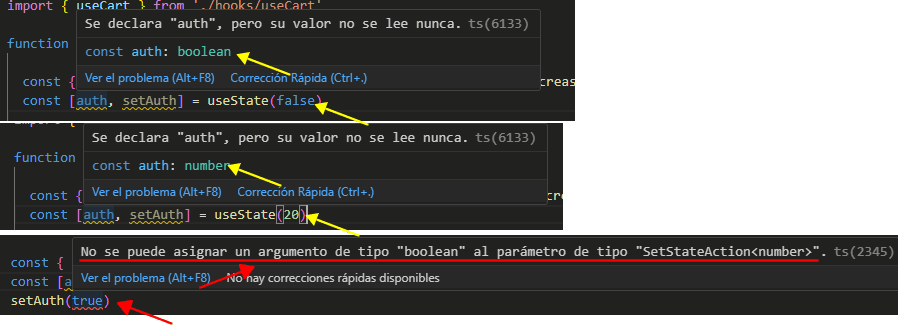 import { useCart } from './hooks/useCart'
Se declara "auth", pero su valor no se lee nunca. ts(6133)
function
const auth: boolean
Ver el problema (Alt+F8) Corrección Rápida (Ctrl+.)
const { creas
const [auth, setAuth] = useState(false)
import {
Se declara "auth", pero su valor no se lee nunca. ts(6133)
function
const auth: number
Ver el problema (Alt+F8) Corrección Rápida (Ctrl+.)
const { cre
const [auth, setAuth] = useState(20)
No se puede asignar un argumento de tipo "boolean" al parámetro de tipo "SetStateAction<number>". ts(2345)
const {
Ver el problema (Alt+F8) No hay correcciones rápidas disponibles
const [a
setAuth(true)